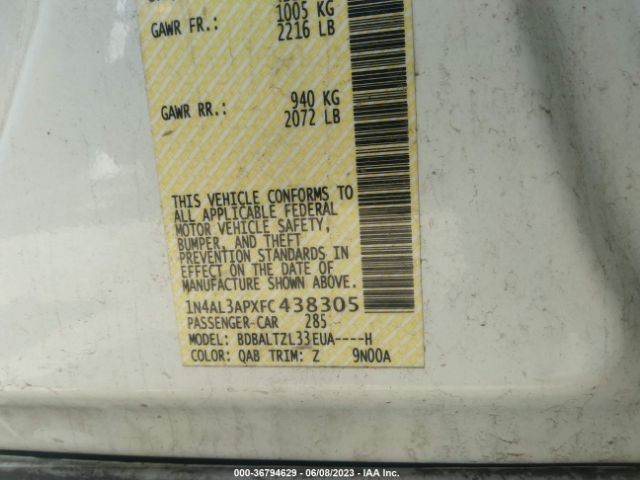 1005 KG
GAWR FR.: 2216 LB
940 KG
GAWR RR.: 2072 LB
THIS VEHICLE CONFORMS TO
ALL APPLICABLE FEDERAL
MOTOR VEHICLE SAFETY,
BUMPER, AND THEFT
PREVENTION STANDARDS IN
EFFECT ON THE DATE OF
MANUFACTURE SHOWN ABOVE.
1N4AL3APXFC438305
PASSENGER-CAR 285
MODEL: BDBALTZL33EUA----H
COLOR: QAB TRIM: Z 9N00A
000-36794629 - 06/08/2023 - IAA Inc.